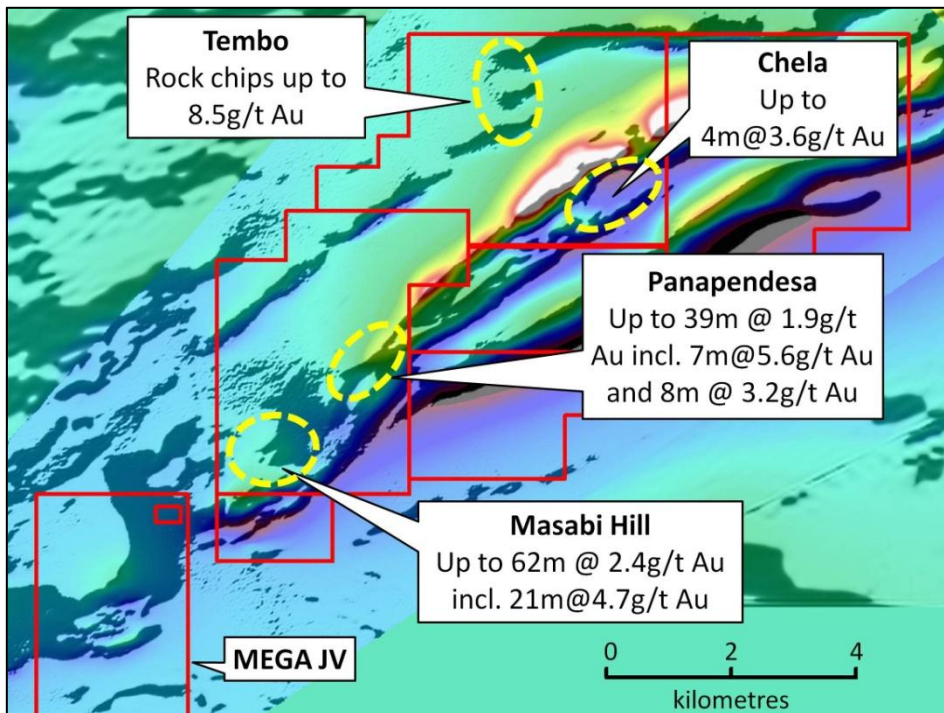 Tembo
Rock chips up to
8.5g/t Au
Chela
Up to
4m@3.6g/t Au
Panapendesa
Up to 39m @ 1.9g/t
Au incl. 7m@5.6g/t Au
and 8m @ 3.2g/t Au
Masabi Hill
Up to 62m @ 2.4g/t Au
incl. 21m@4.7g/t Au
MEGA JV
0 2 4
kilometres